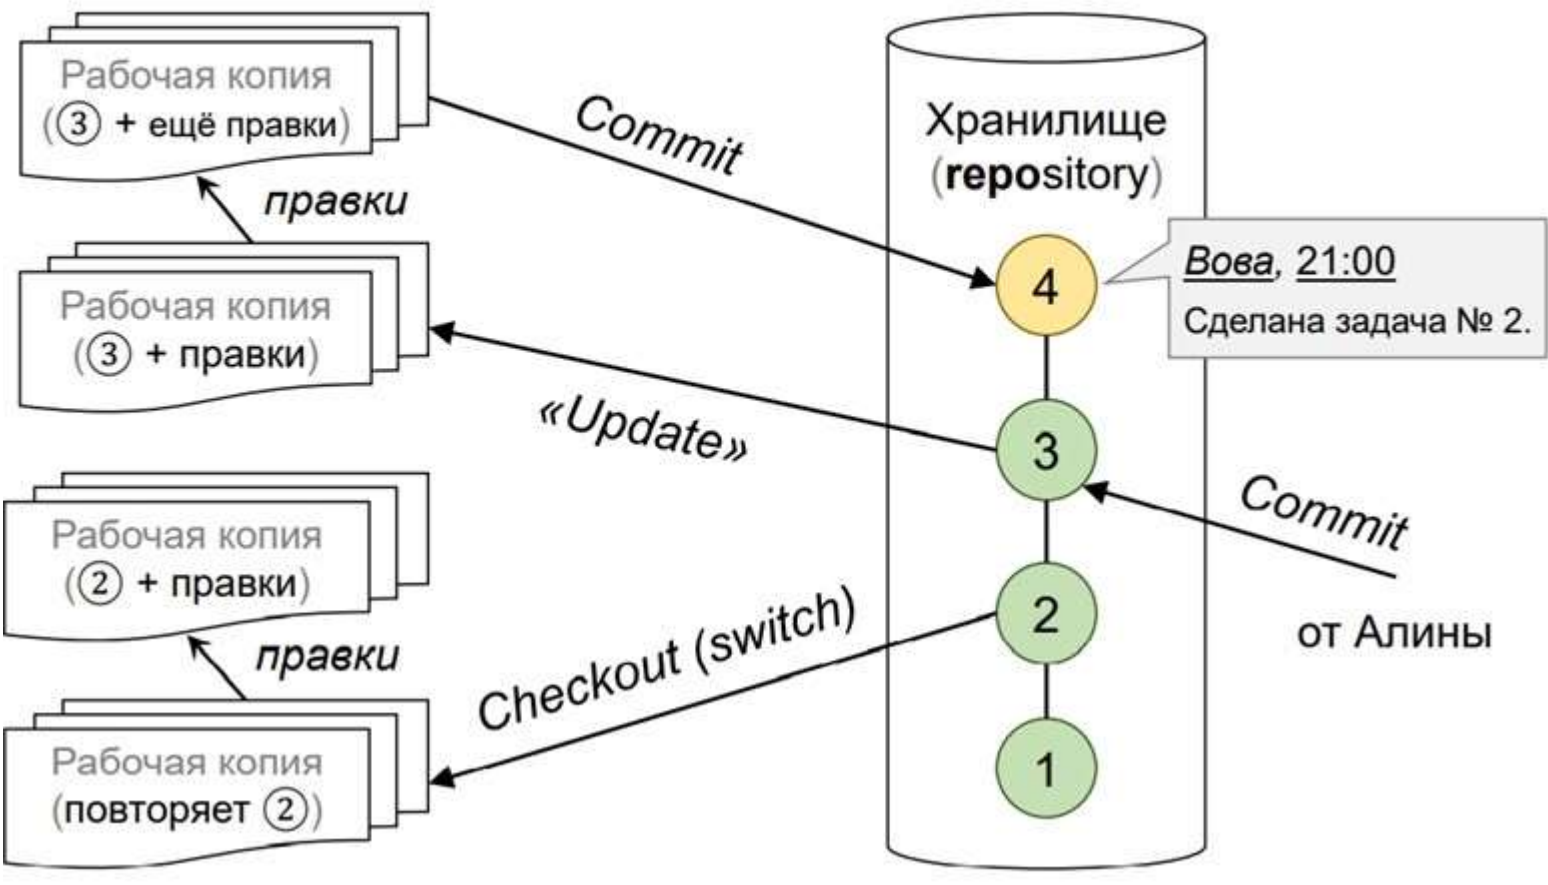 Рабочая копия
(③ + ещё правки)
правки
Рабочая копия
(③ + правки)
Рабочая копия
(② + правки)
правки
Рабочая копия
(повторяет ②)
Commit
«Update»
Checkout (switch)
Хранилище
(repository)
4
3
2
1
Вова, 21:00
Сделана задача № 2.
Commit
от Алины